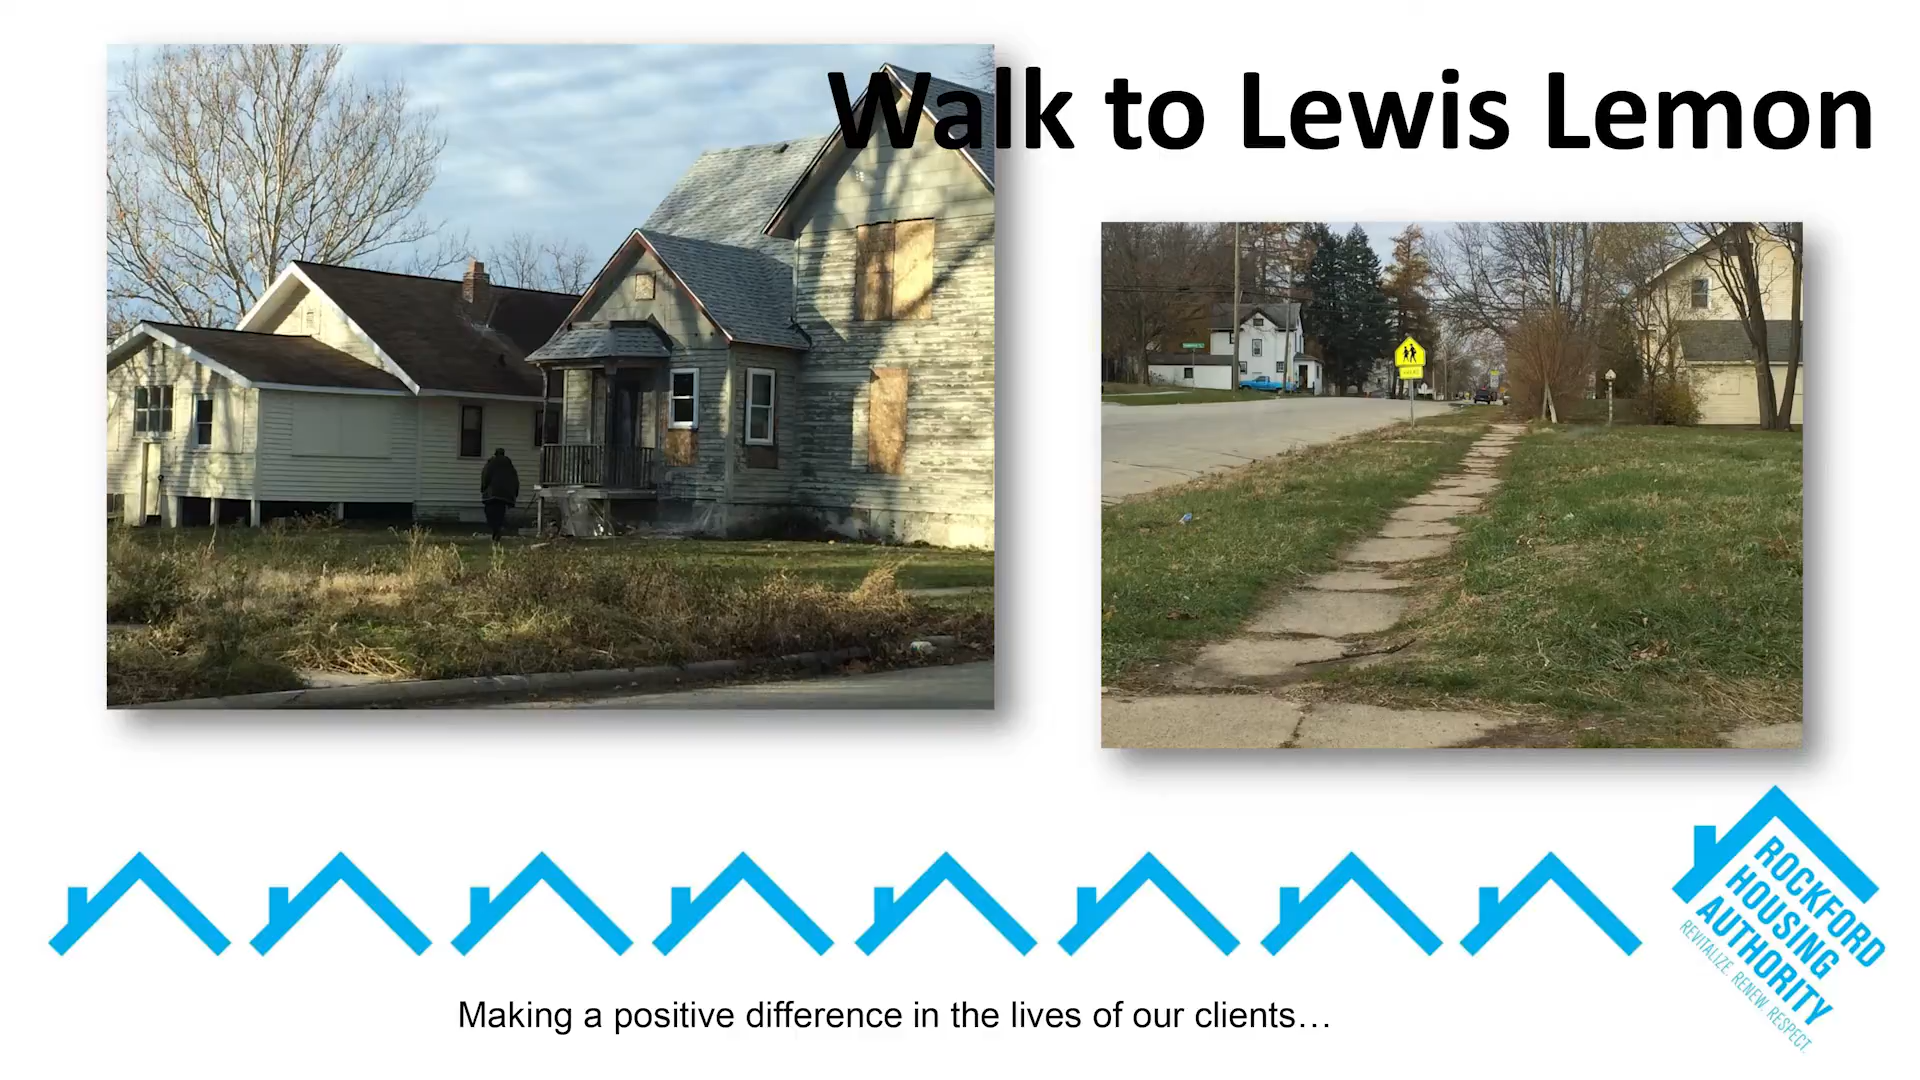 Walk to Lewis Lemon
ROCKFORD
HOUSING
AUTHORITY
REVITALIZE. RENEW. RESPECT.
Making a positive difference in the lives of our clients…